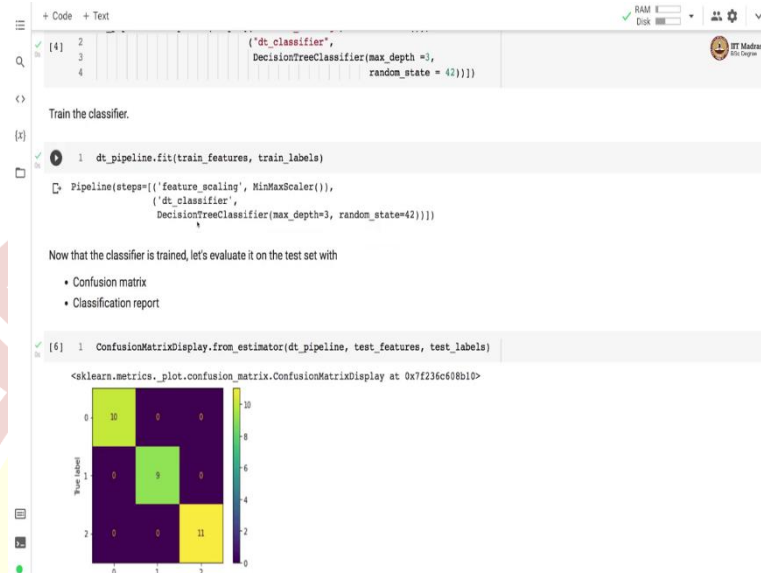 + Code + Text
RAM
Disk
IIT Madras
BSc Degree
[4] 2 ("dt_classifier",
3 DecisionTreeClassifier(max_depth =3,
4 random_state = 42))])
Train the classifier.
1 dt_pipeline.fit(train_features, train_labels)
Pipeline(steps=[('feature_scaling', MinMaxScaler()),
('dt_classifier',
DecisionTreeClassifier(max_depth=3, random_state=42))])
Now that the classifier is trained, let's evaluate it on the test set with
• Confusion matrix
• Classification report
[6] 1 ConfusionMatrixDisplay.from_estimator(dt_pipeline, test_features, test_labels)
<sklearn.metrics._plot.confusion_matrix.ConfusionMatrixDisplay at 0x7f236c608b10>
0 10 0 0
10
8
True label
1 0 9 0
6
4
2 0 0 11
2
0
0 1 2